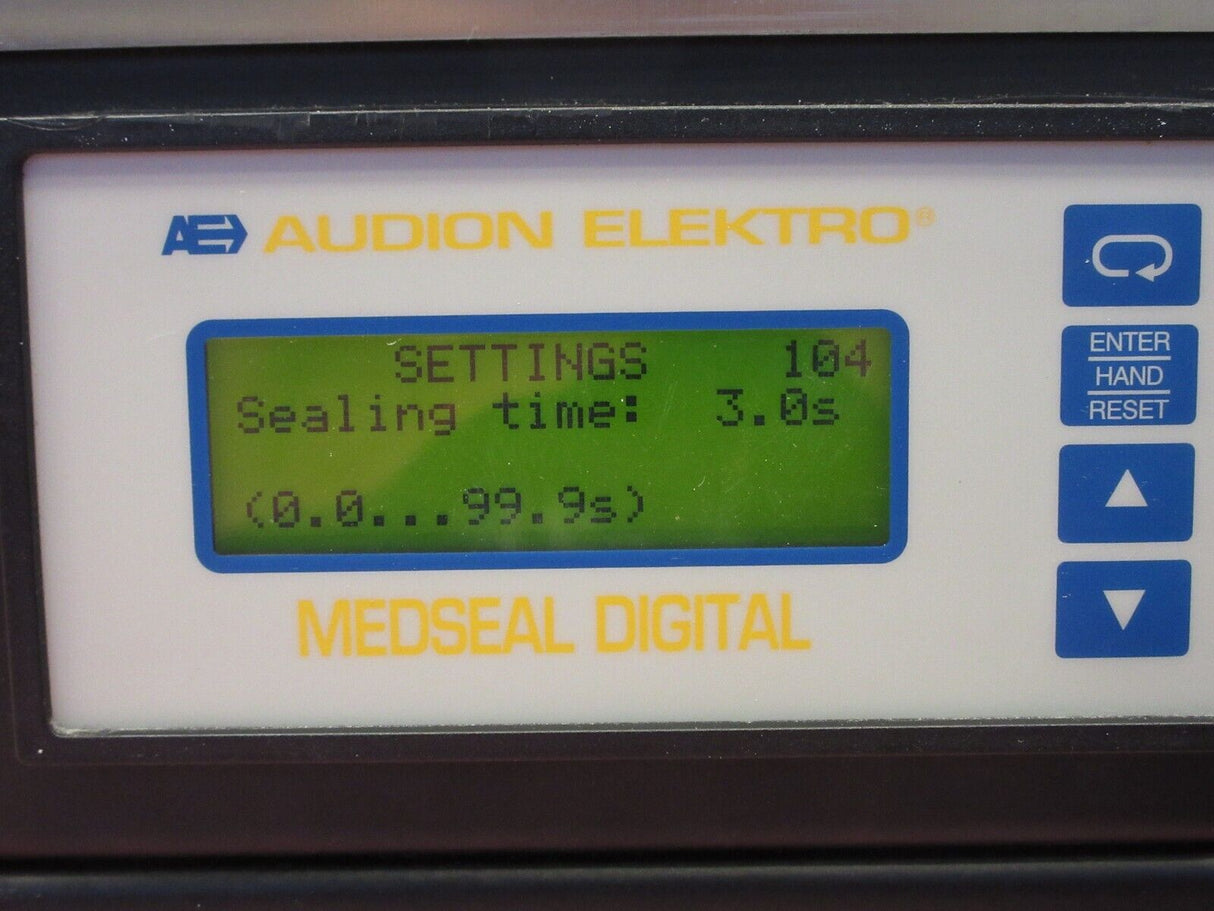 AE AUDION ELEKTRO®
SETTINGS 104
Sealing time: 3.0s
(0.0...99.9s)
MEDSEAL DIGITAL
ENTER
HAND
RESET